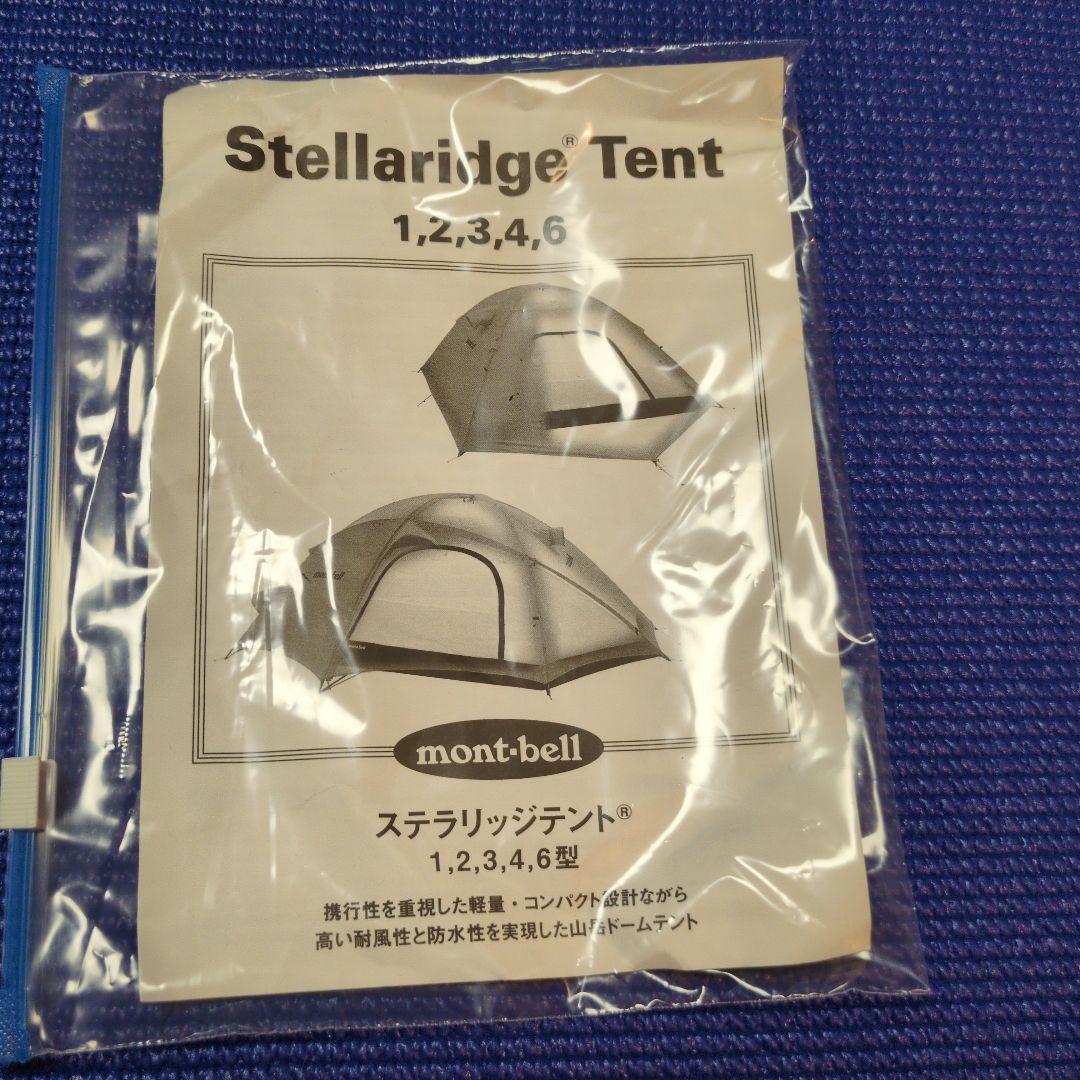 Stellaridge® Tent
1,2,3,4,6
mont-bell
mont-bell
ステラリッジテント®
1,2,3,4,6型
携行性を重視した軽量・コンパクト設計ながら
高い耐風性と防水性を実現した山岳ドームテント